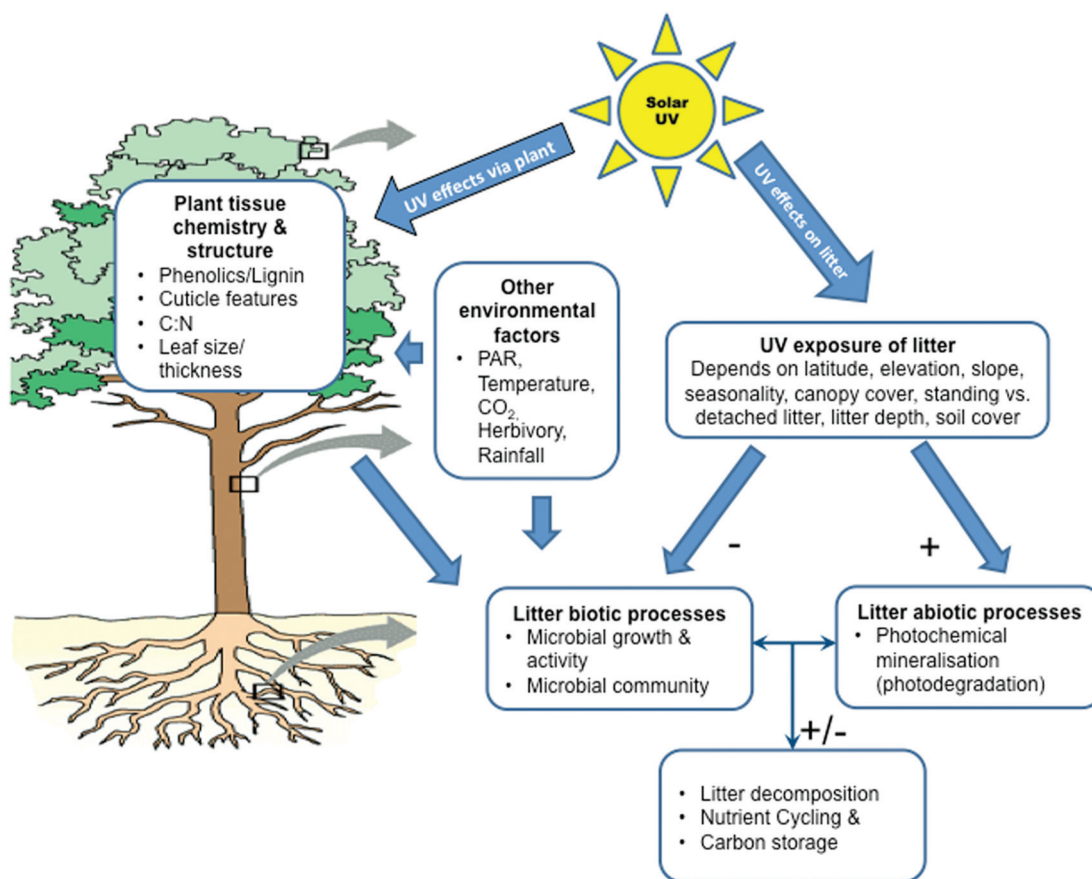 Solar
UV
UV effects via plant
UV effects on litter
Plant tissue
chemistry &
structure
• Phenolics/Lignin
• Cuticle features
• C:N
• Leaf size/
thickness
Other
environmental
factors
• PAR,
Temperature,
CO2,
Herbivory,
Rainfall
UV exposure of litter
Depends on latitude, elevation, slope,
seasonality, canopy cover, standing vs.
detached litter, litter depth, soil cover
-
+
Litter biotic processes
• Microbial growth &
activity
• Microbial community
Litter abiotic processes
• Photochemical
mineralisation
(photodegradation)
+/-
• Litter decomposition
• Nutrient Cycling &
• Carbon storage